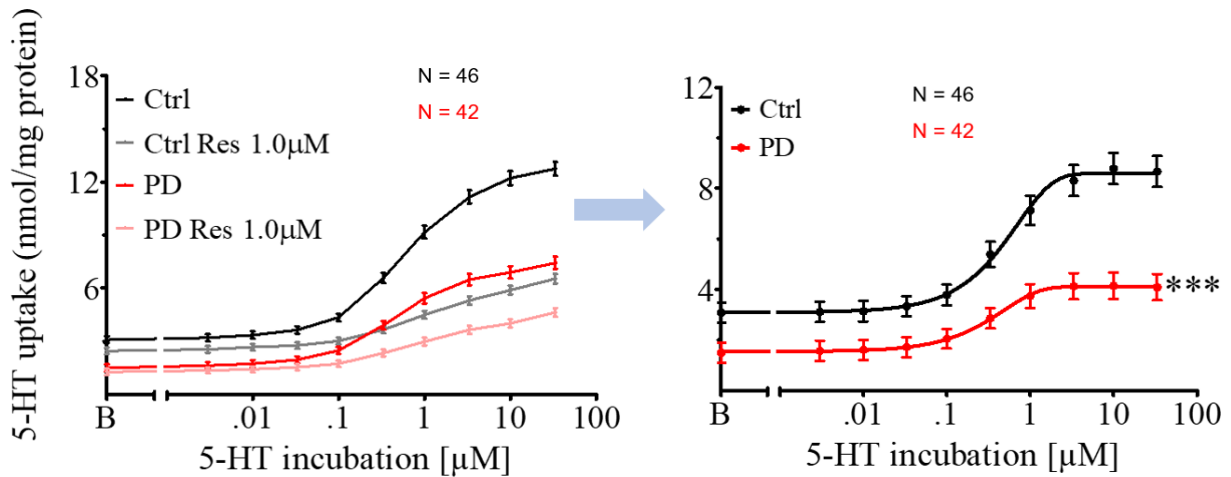 5-HT uptake (nmol/mg protein)
18
12
6
N = 46
N = 42
Ctrl
Ctrl Res 1.0μM
PD
PD Res 1.0μM
B .01 .1 1 10 100
5-HT incubation [μM]
12
8
4
N = 46
N = 42
Ctrl
PD
***
B .01 .1 1 10 100
5-HT incubation [μM]